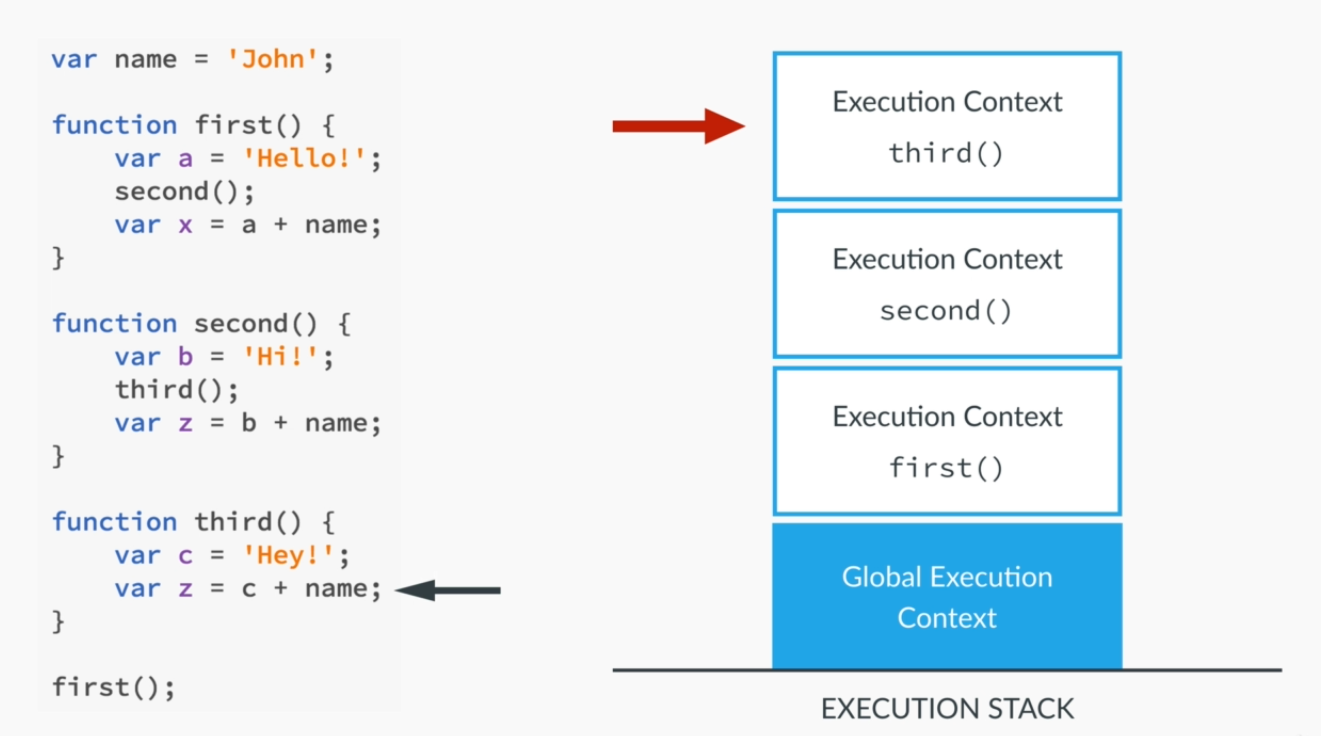 var name = 'John';
function first() {
    var a = 'Hello!';
    second();
    var x = a + name;
}
function second() {
    var b = 'Hi!';
    third();
    var z = b + name;
}
function third() {
    var c = 'Hey!';
    var z = c + name;
}
first();
Execution Context
third()
Execution Context
second()
Execution Context
first()
Global Execution
Context
EXECUTION STACK